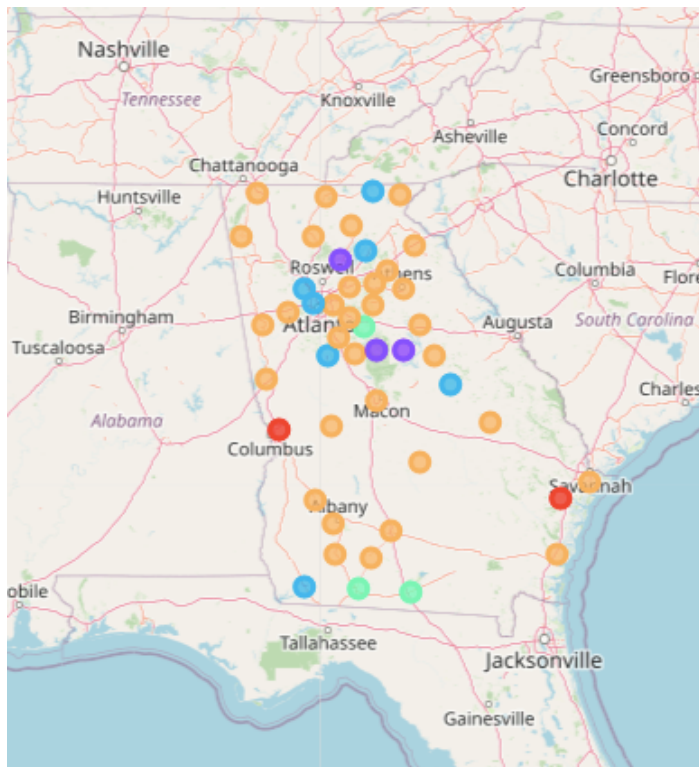 Nashville
Greensboro
Tennessee
Knoxville
Concord
Asheville
Chattanooga
Charlotte
Huntsville
Roswell
Columbia
Birmingham
Augusta
South Carolina
Tuscaloosa
Macon
Alabama
Columbus
Savannah
Albany
Tallahassee
Jacksonville
Gainesville